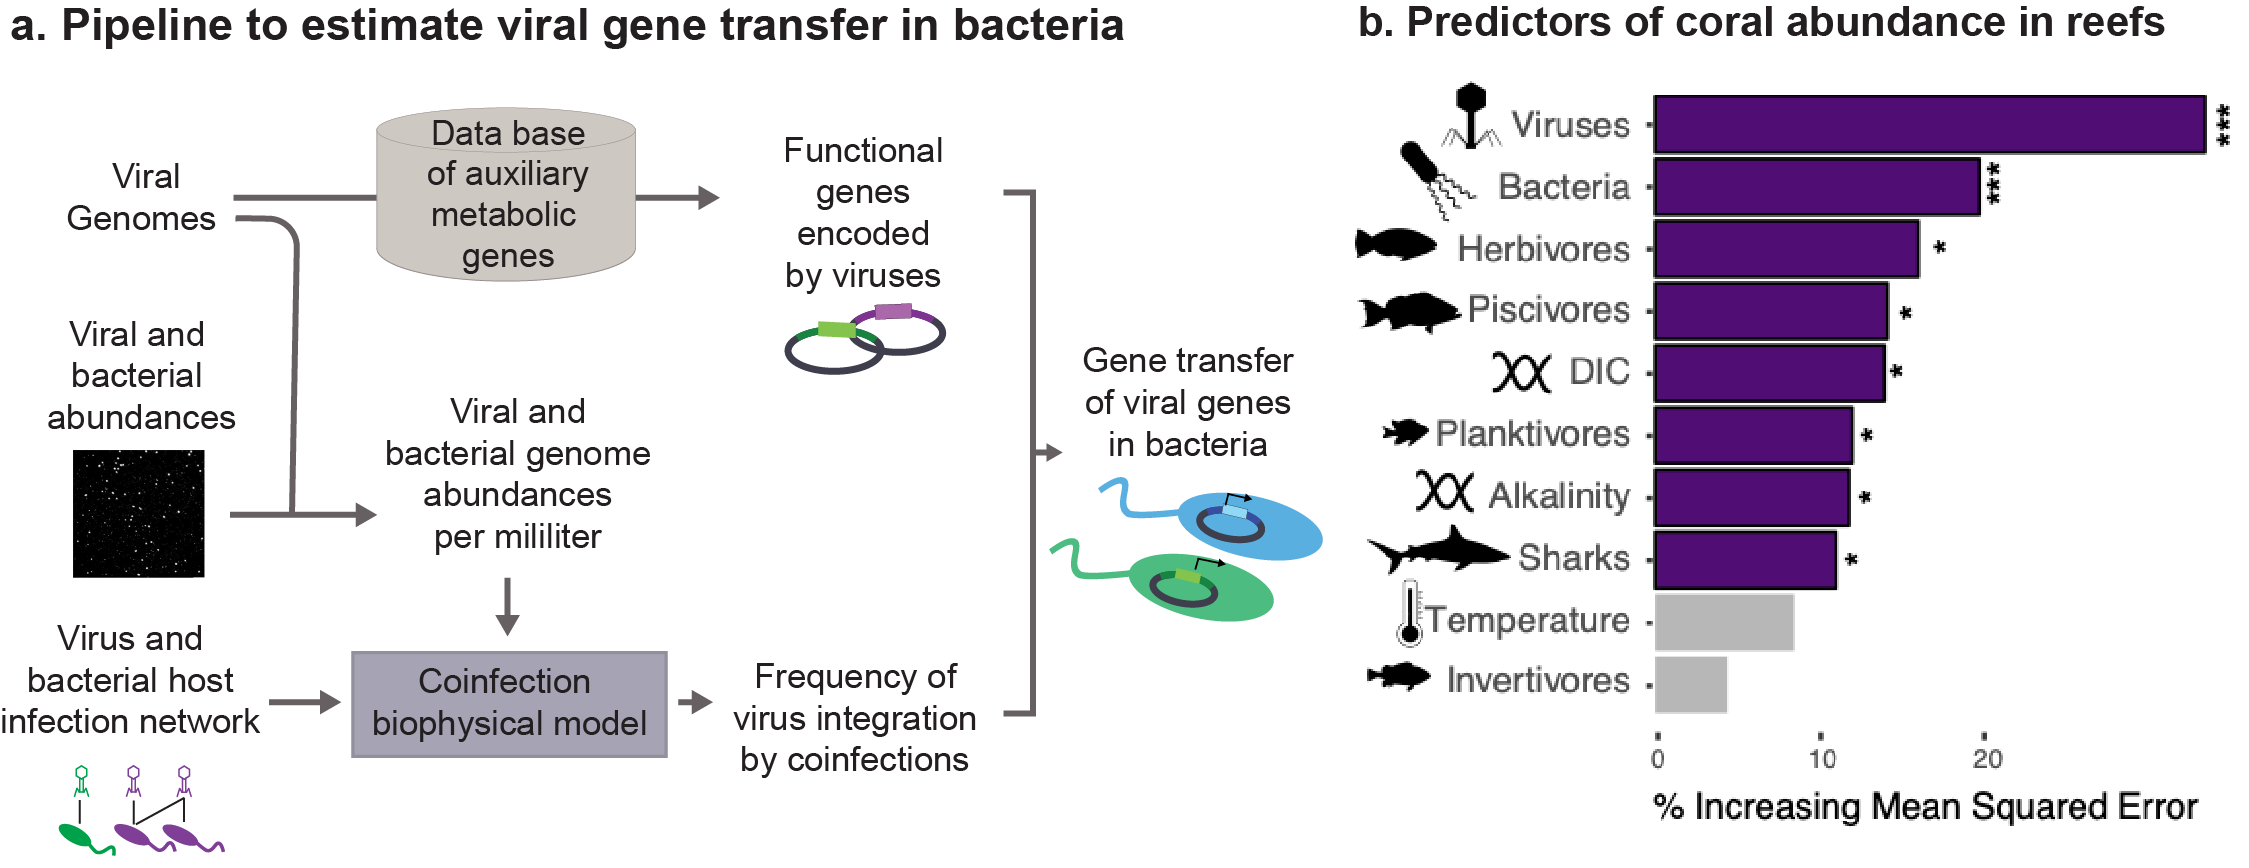 a. Pipeline to estimate viral gene transfer in bacteria
Viral
Genomes
Data base
of auxiliary
metabolic
genes
Functional
genes
encoded
by viruses
Viral and
bacterial
abundances
Viral and
bacterial genome
abundances
per mililiter
Gene transfer
of viral genes
in bacteria
Virus and
bacterial host
infection network
Coinfection
biophysical model
Frequency of
virus integration
by coinfections
b. Predictors of coral abundance in reefs
Viruses ***
Bacteria ***
Herbivores *
Piscivores *
DIC *
Planktivores *
Alkalinity *
Sharks *
Temperature
Invertivores
0 10 20
% Increasing Mean Squared Error